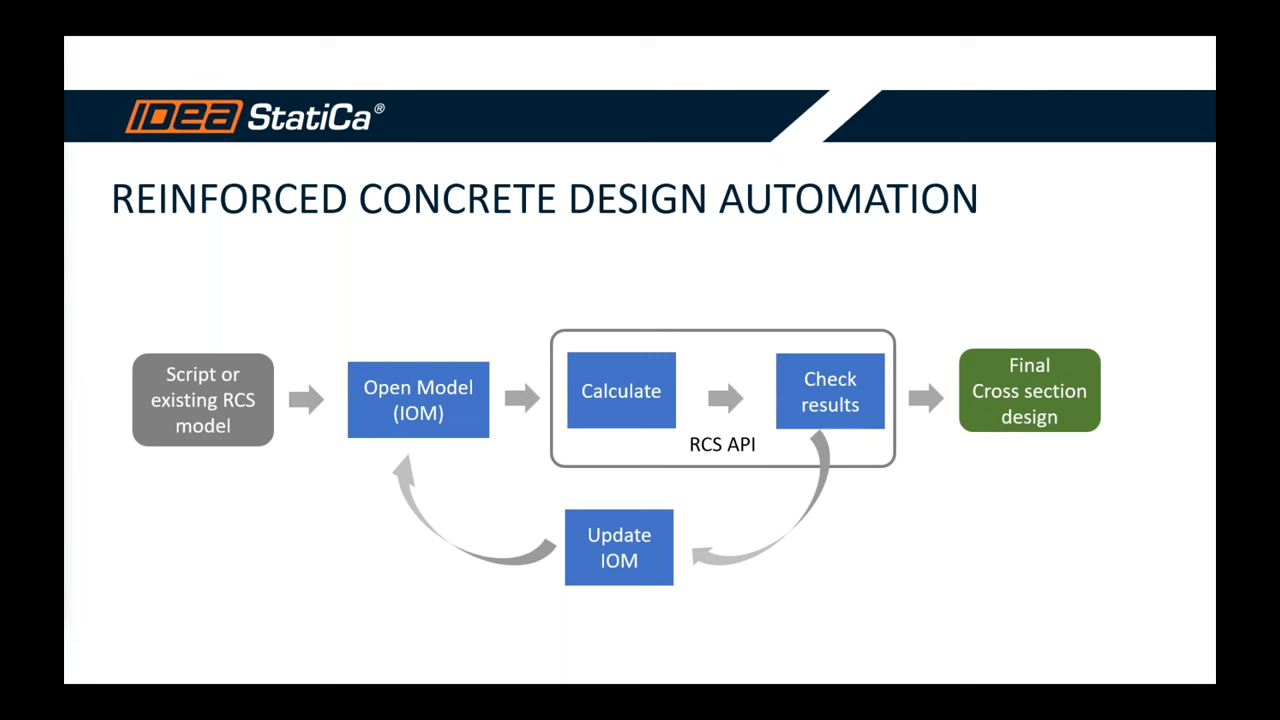 IDEA StatiCa®
REINFORCED CONCRETE DESIGN AUTOMATION
Script or
existing RCS
model
Open Model
(IOM)
Calculate
Check
results
RCS API
Final
Cross section
design
Update
IOM